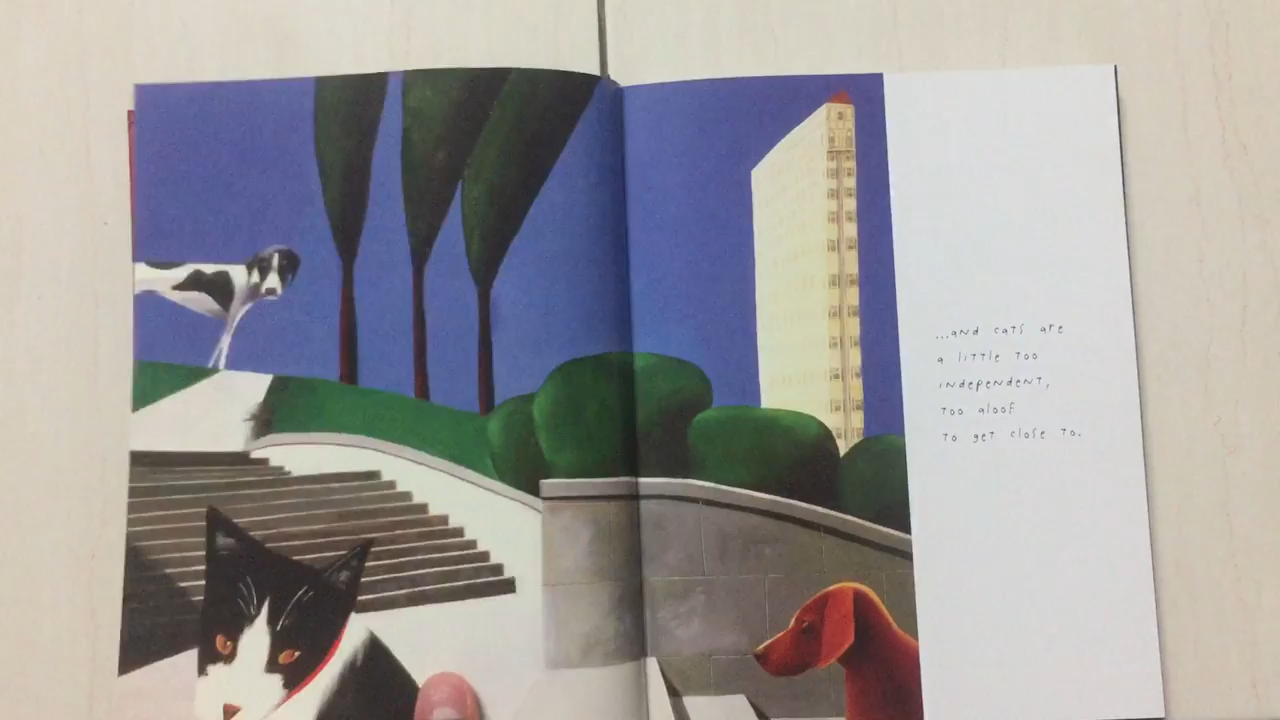 ...and cats are
a little too
independent,
too aloof
to get close to.